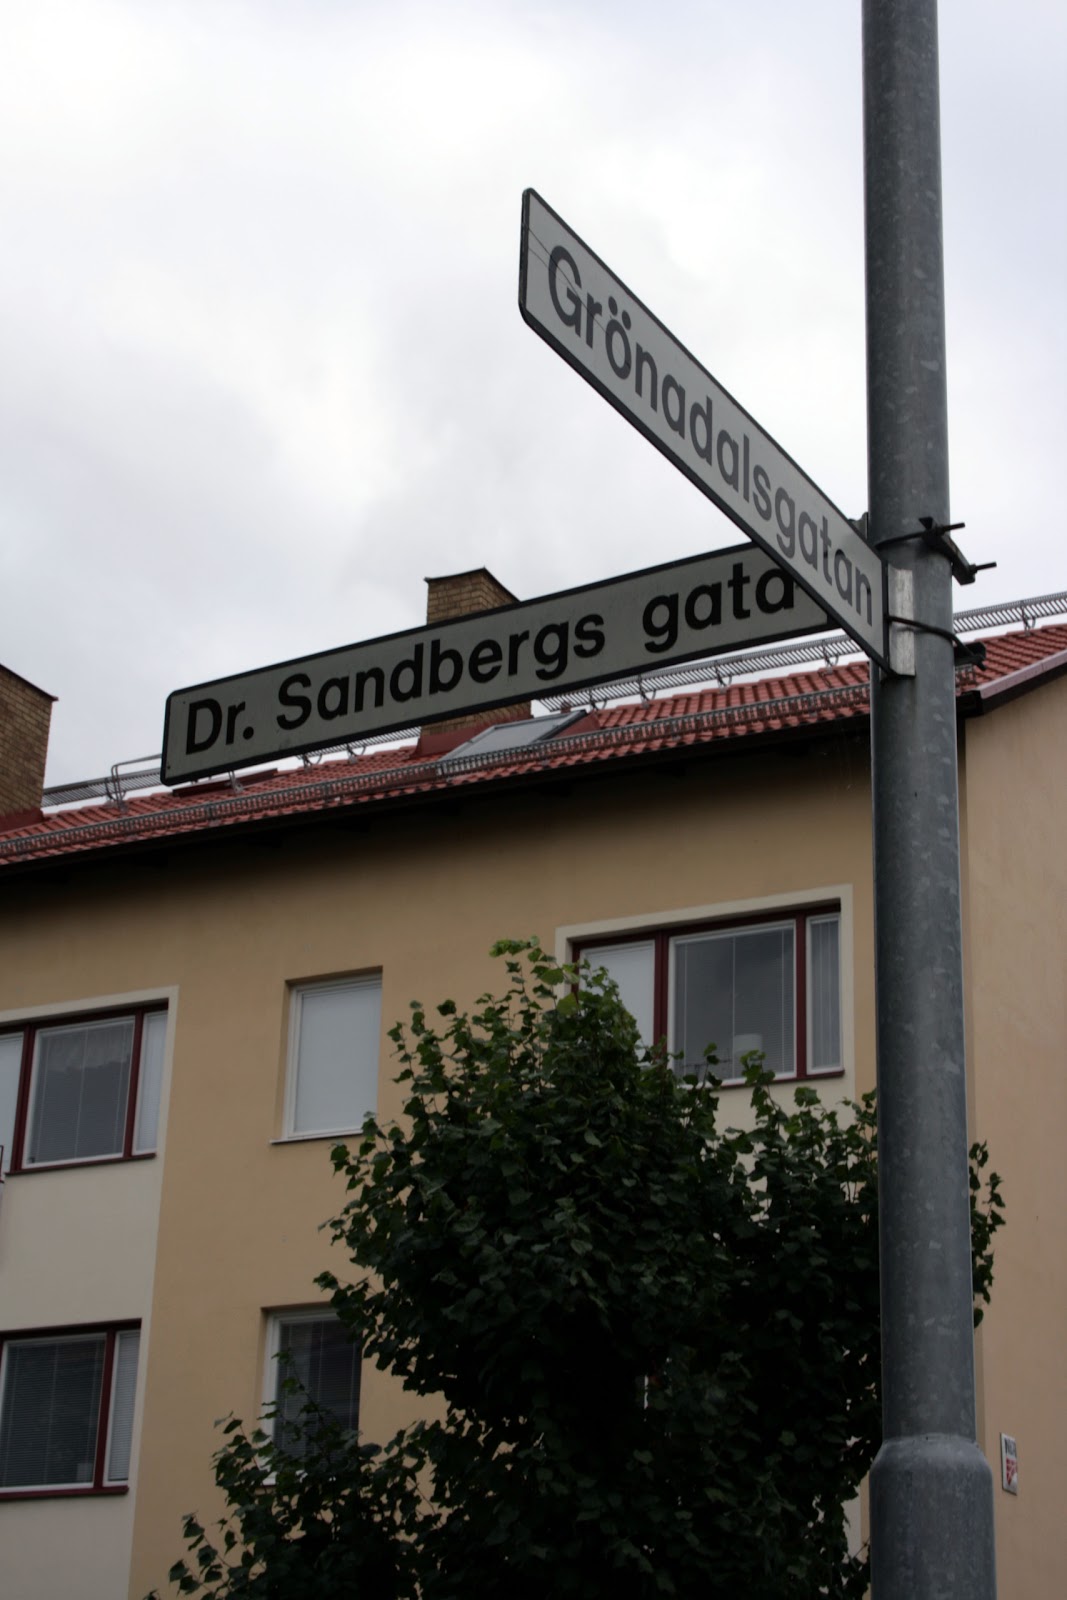 Grönadalsgatan
Dr. Sandbergs gata